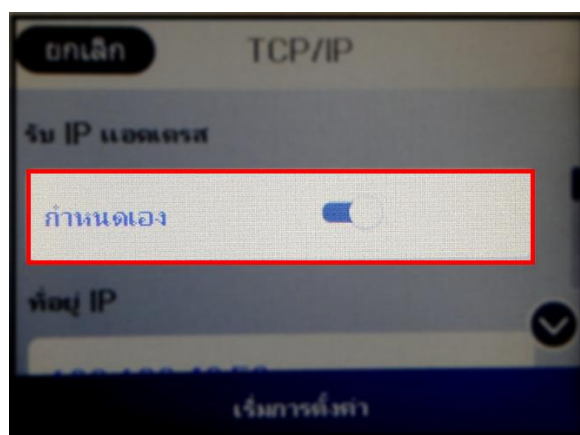 ยกเลิก TCP/IP
รับ IP แอดเดรส
กำหนดเอง
ที่อยู่ IP
เริ่มการตั้งค่า